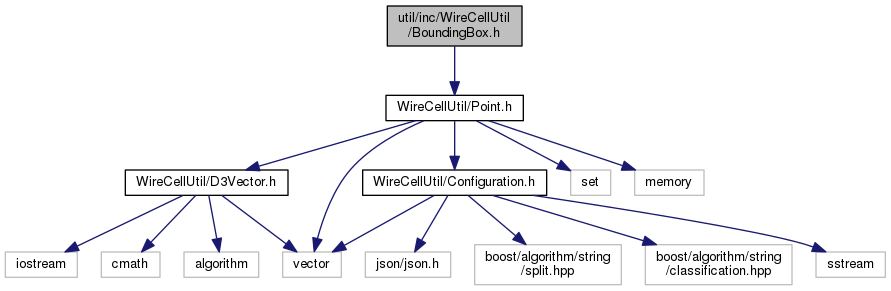 util/inc/WireCellUtil
/BoundingBox.h
WireCellUtil/Point.h
WireCellUtil/D3Vector.h
WireCellUtil/Configuration.h
set
memory
iostream
cmath
algorithm
vector
json/json.h
boost/algorithm/string
/split.hpp
boost/algorithm/string
/classification.hpp
sstream